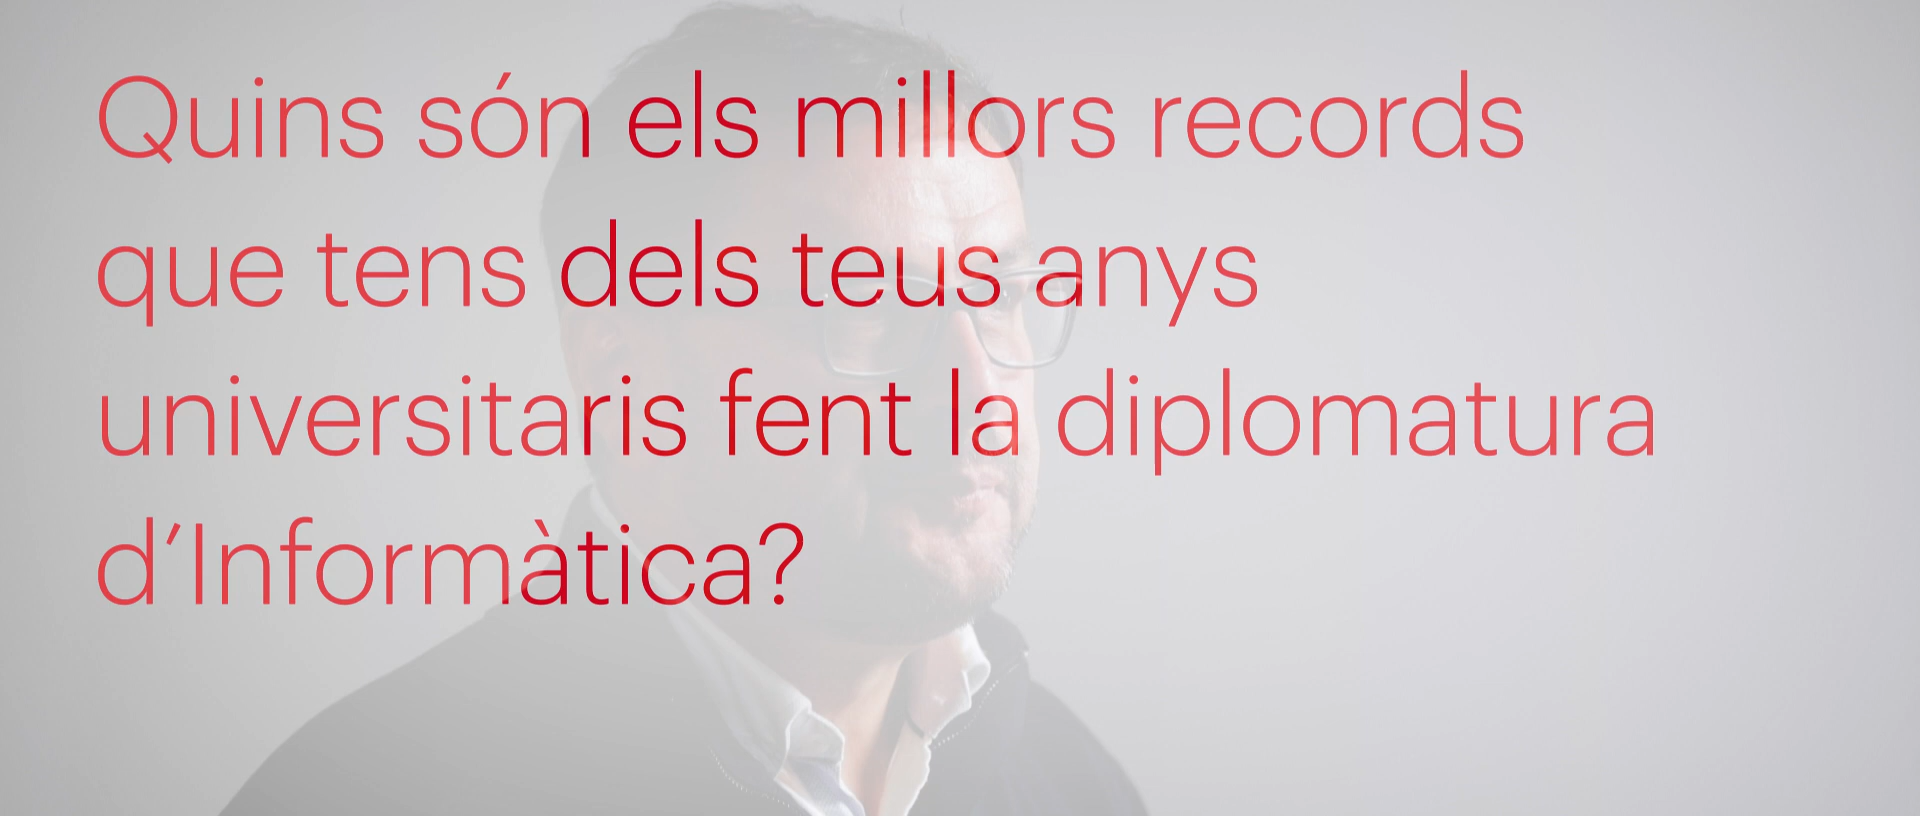 Quins són els millors records
que tens dels teus anys
universitaris fent la diplomatura
d’Informàtica?